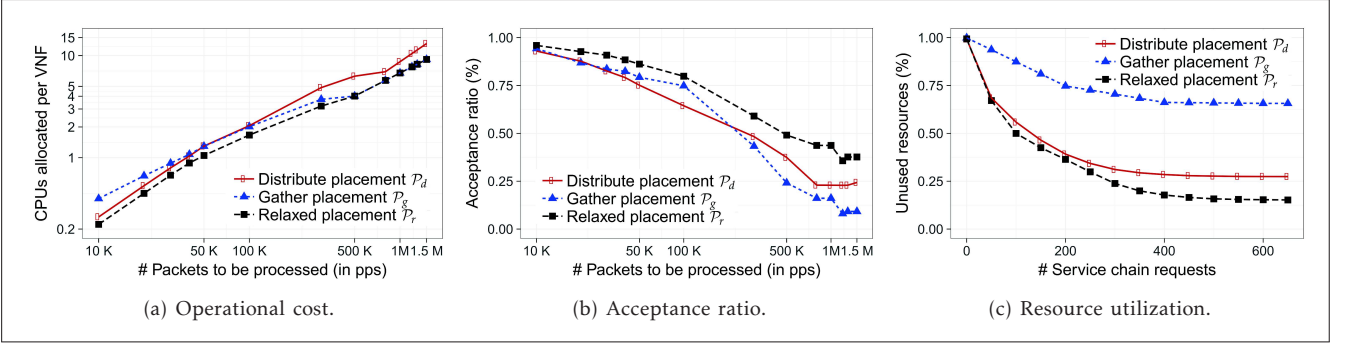 CPUs allocated per VNF
15
10
5
4
3
2
1
0.2
Distribute placement 𝒫d
Gather placement 𝒫g
Relaxed placement 𝒫r
10 K
50 K
100 K
500 K
1M1.5 M
# Packets to be processed (in pps)
(a) Operational cost.
Acceptance ratio (%)
1.00
0.75
0.50
0.25
0.00
Distribute placement 𝒫d
Gather placement 𝒫g
Relaxed placement 𝒫r
10 K
50 K
100 K
500 K
1M1.5 M
# Packets to be processed (in pps)
(b) Acceptance ratio.
Unused resources (%)
1.00
0.75
0.50
0.25
0.00
Distribute placement 𝒫d
Gather placement 𝒫g
Relaxed placement 𝒫r
0
200
400
600
# Service chain requests
(c) Resource utilization.